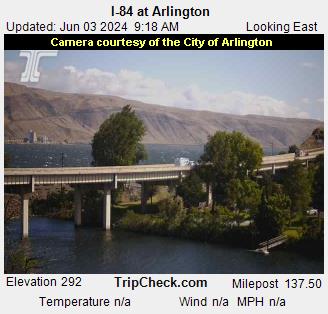 I-84 at Arlington
Updated: Jun 03 2024 9:18 AM Looking East
Camera courtesy of the City of Arlington
Elevation 292 TripCheck.com Milepost 137.50
Temperature n/a Wind n/a MPH n/a